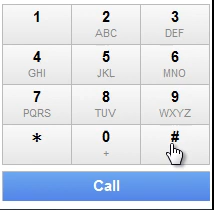 1 2 3
ABC DEF
4 5 6
GHI JKL MNO
7 8 9
PQRS TUV WXYZ
* 0 #
+
Call